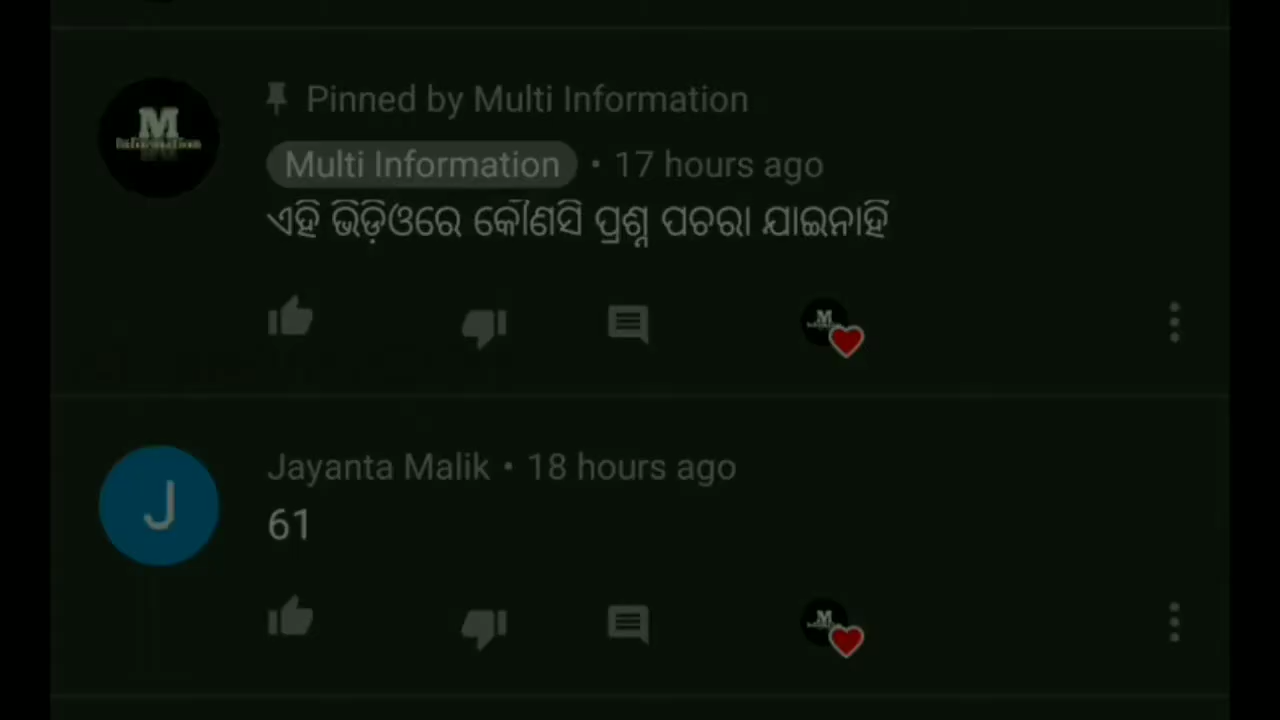 Pinned by Multi Information
Multi Information • 17 hours ago
ଏହି ଭିଡ଼ିଓରେ କୌଣସି ପ୍ରଶ୍ନ ପଚରା ଯାଇନାହିଁ
J
Jayanta Malik • 18 hours ago
61